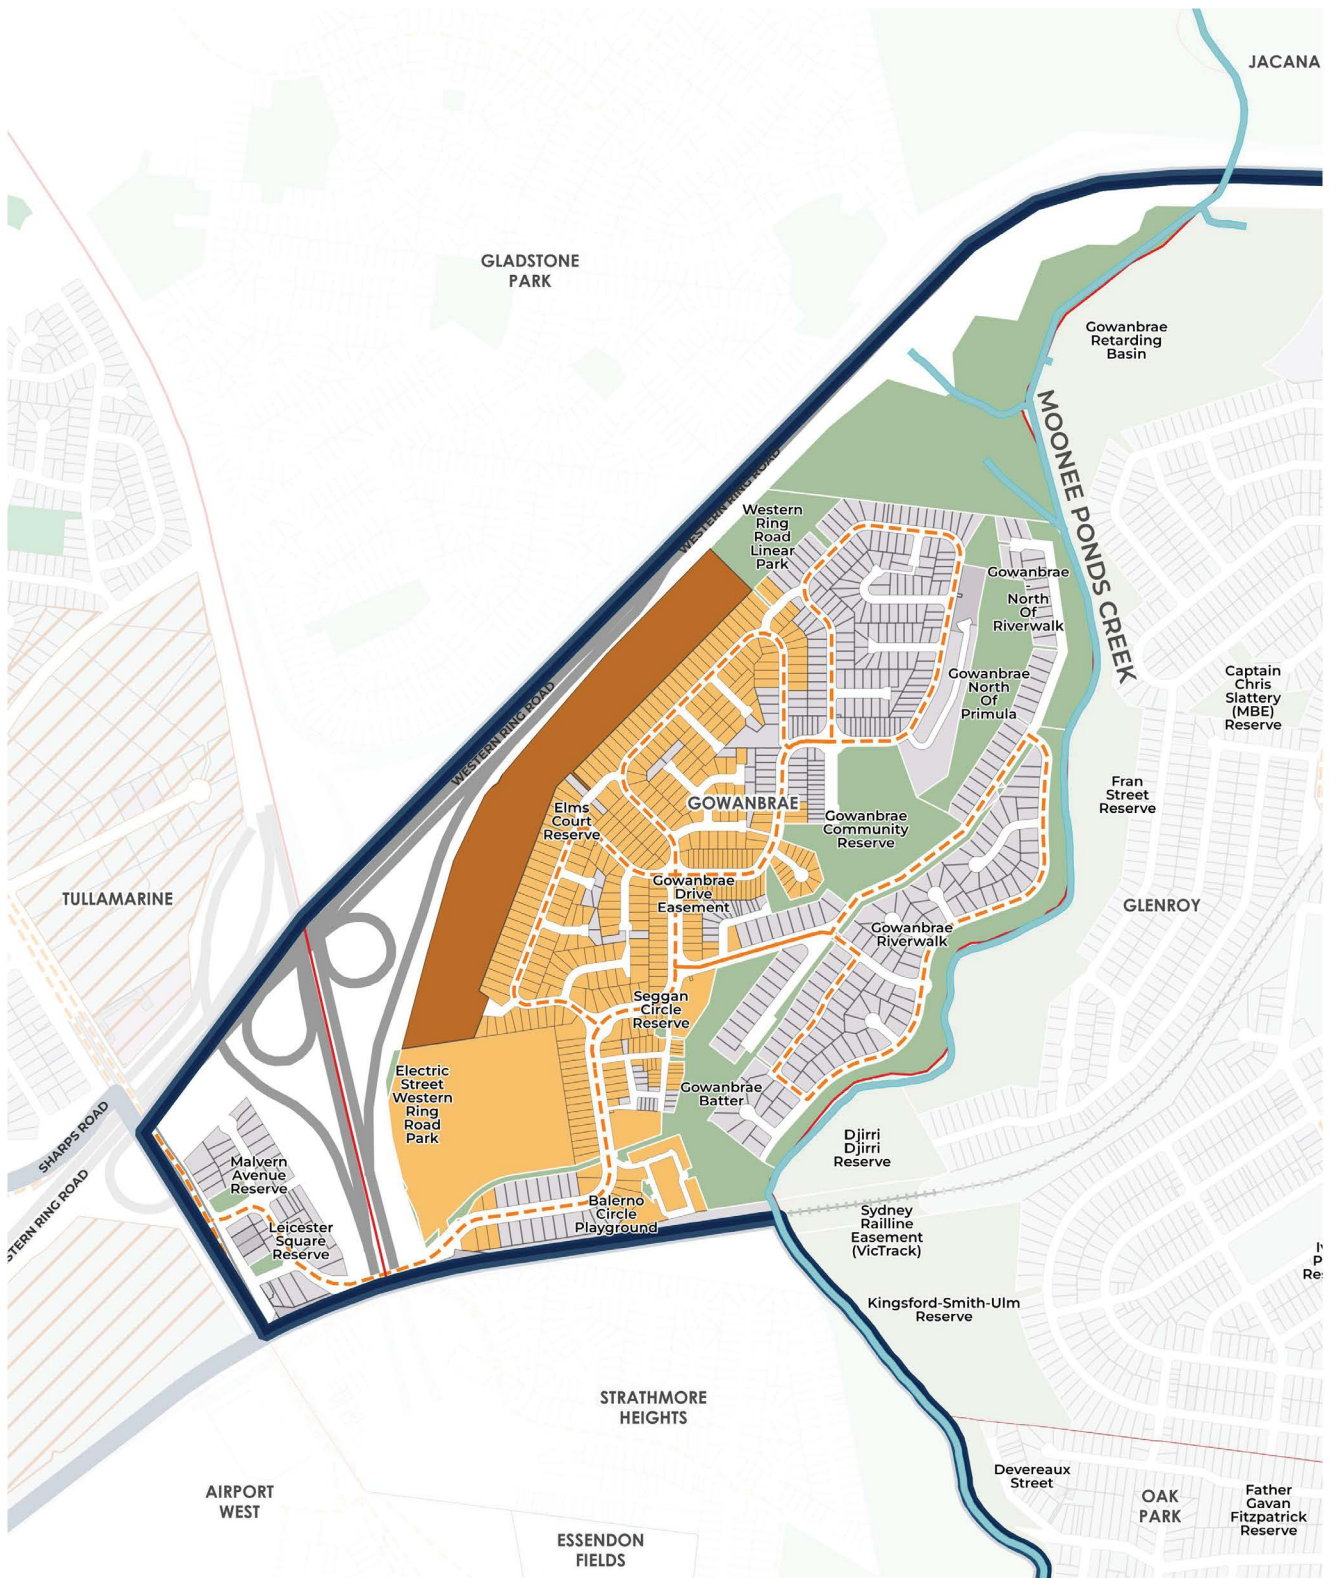 JACANA
GLADSTONE
PARK
Gowanbrae
Retarding
Basin
MOONEE PONDS CREEK
WESTERN RING ROAD
Western
Ring
Road
Linear
Park
Gowanbrae
-
North
Of
Riverwalk
Gowanbrae
North
Of
Primula
Captain
Chris
Slattery
(MBE)
Reserve
WESTERN RING ROAD
Elms
Court
Reserve
GOWANBRAE
Gowanbrae
Community
Reserve
Fran
Street
Reserve
TULLAMARINE
Gowanbrae
Drive
Easement
GLENROY
Gowanbrae
Riverwalk
Seggan
Circle
Reserve
Electric
Street
Western
Ring
Road
Park
Gowanbrae
Batter
SHARPS ROAD
STERN RING ROAD
Malvern
Avenue
Reserve
Djirri
Djirri
Reserve
Leicester
Square
Reserve
Balerno
Circle
Playground
Sydney
Railline
Easement
(VicTrack)
Kingsford-Smith-Ulm
Reserve
STRATHMORE
HEIGHTS
AIRPORT
WEST
Devereaux
Street
OAK
PARK
Father
Gavan
Fitzpatrick
Reserve
ESSENDON
FIELDS